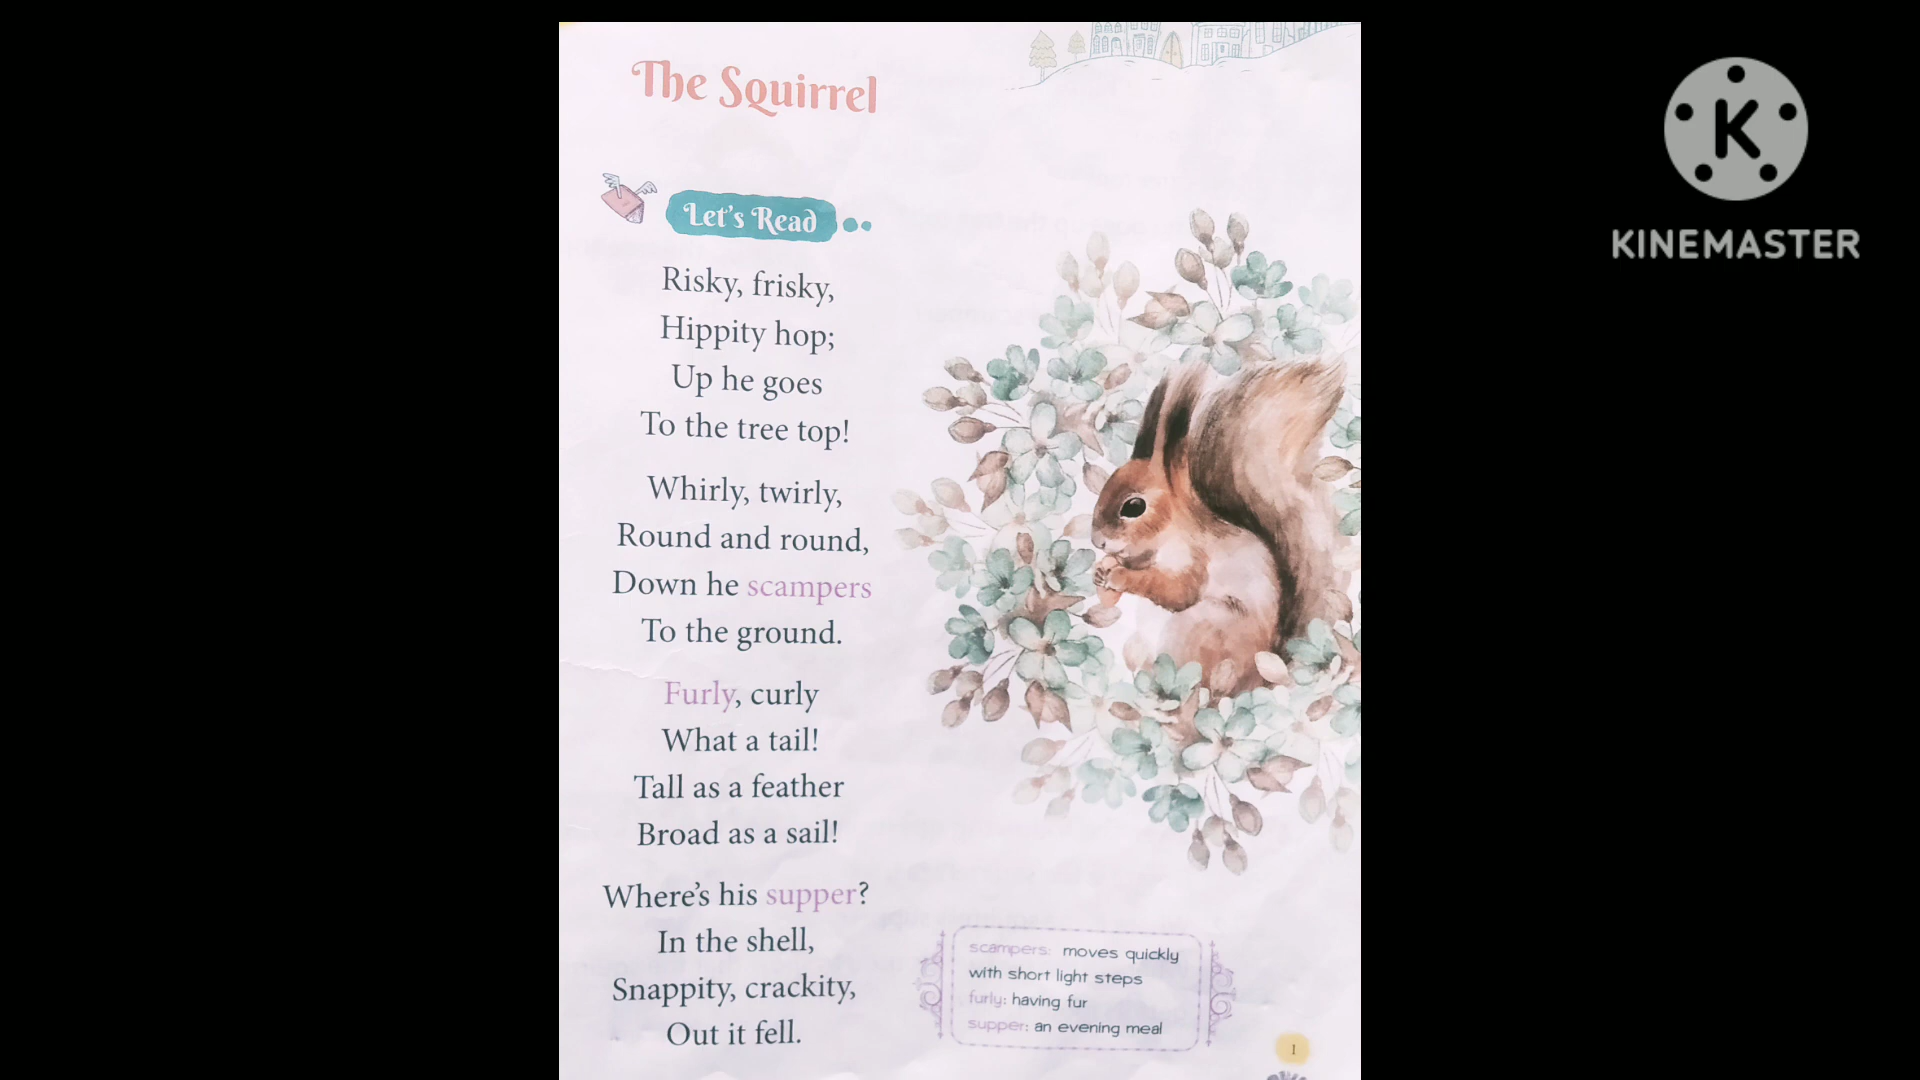 The Squirrel
Let's Read
Risky, frisky,
Hippity hop;
Up he goes
To the tree top!
Whirly, twirly,
Round and round,
Down he scampers
To the ground.
Furly, curly
What a tail!
Tall as a feather
Broad as a sail!
Where's his supper?
In the shell,
Snappity, crackity,
Out it fell.
scampers: moves quickly
with short light steps
furly: having fur
supper: an evening meal
1
K
KINEMASTER